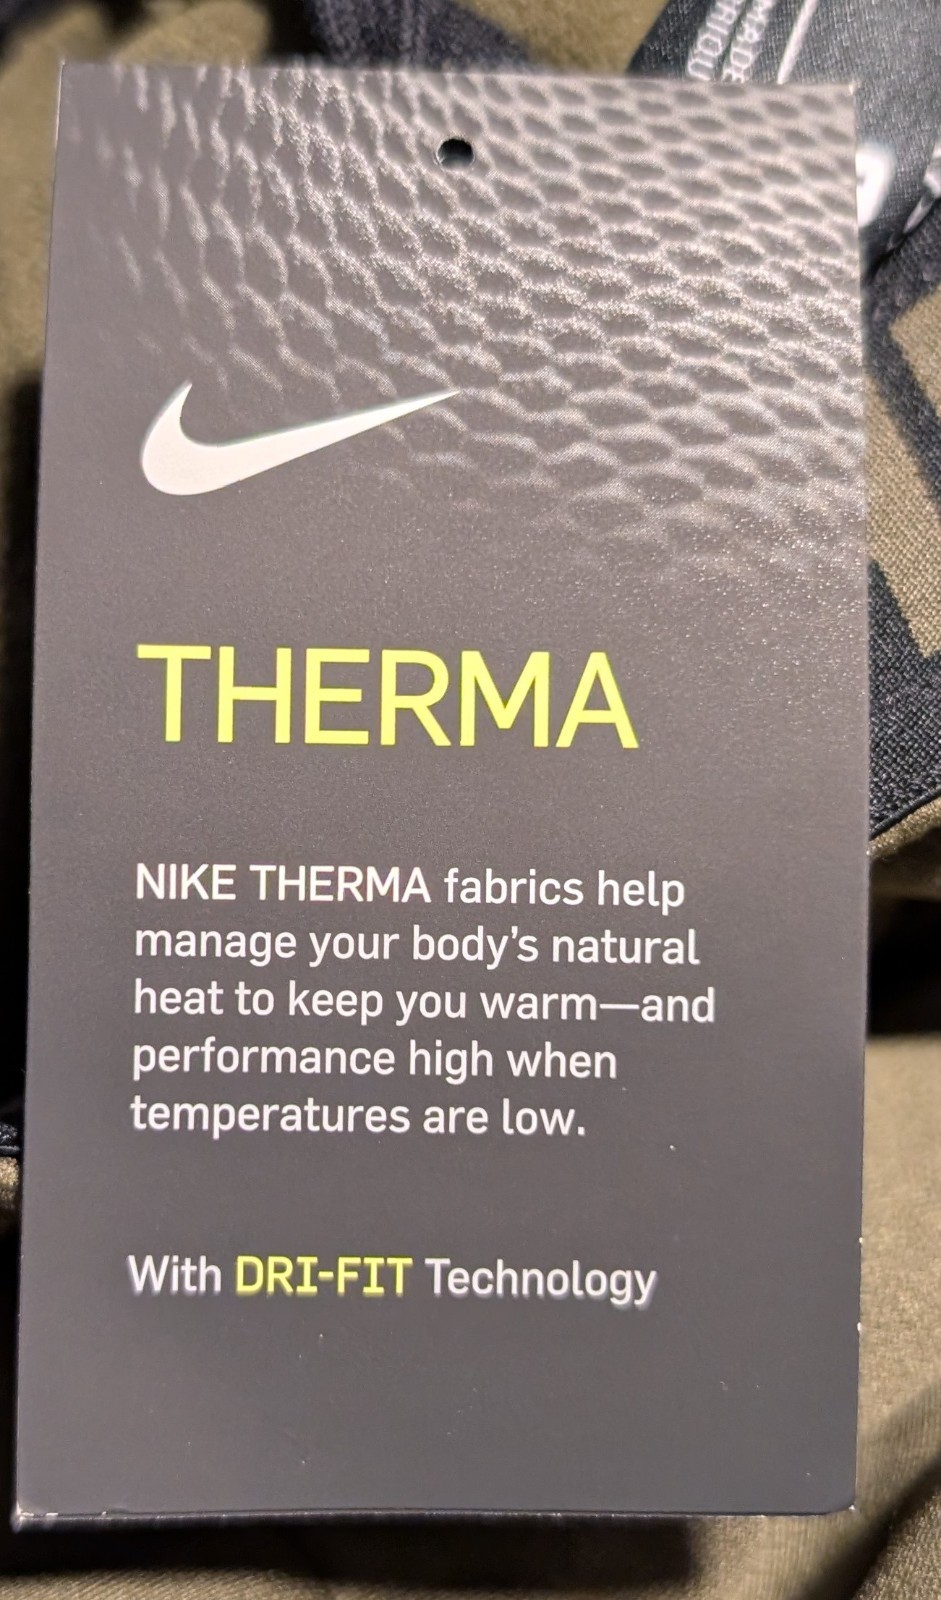 MADE
THERMA
NIKE THERMA fabrics help
manage your body's natural
heat to keep you warm—and
performance high when
temperatures are low.
With DRI-FIT Technology